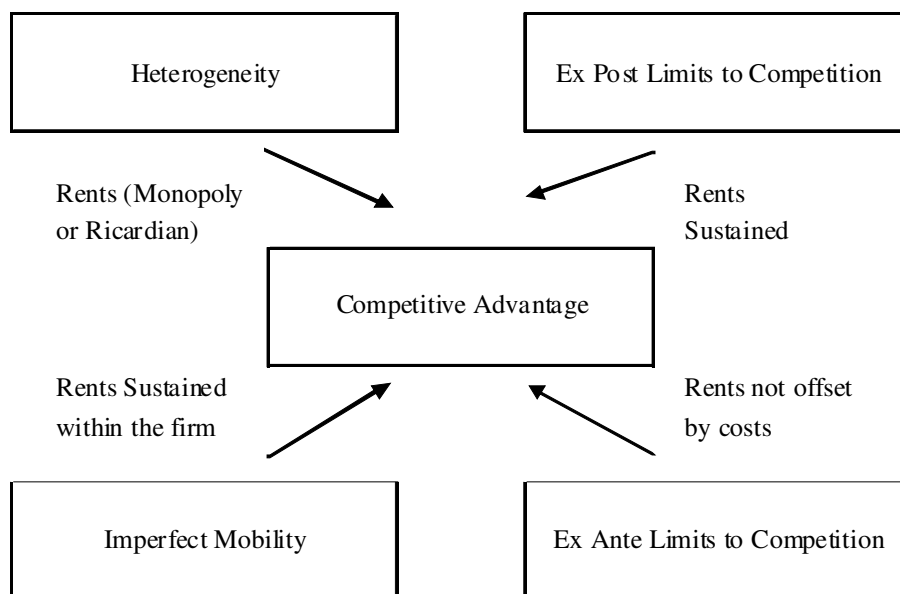 Heterogeneity
Ex Post Limits to Competition
Rents (Monopoly
or Ricardian)
Rents
Sustained
Competitive Advantage
Rents Sustained
within the firm
Rents not offset
by costs
Imperfect Mobility
Ex Ante Limits to Competition